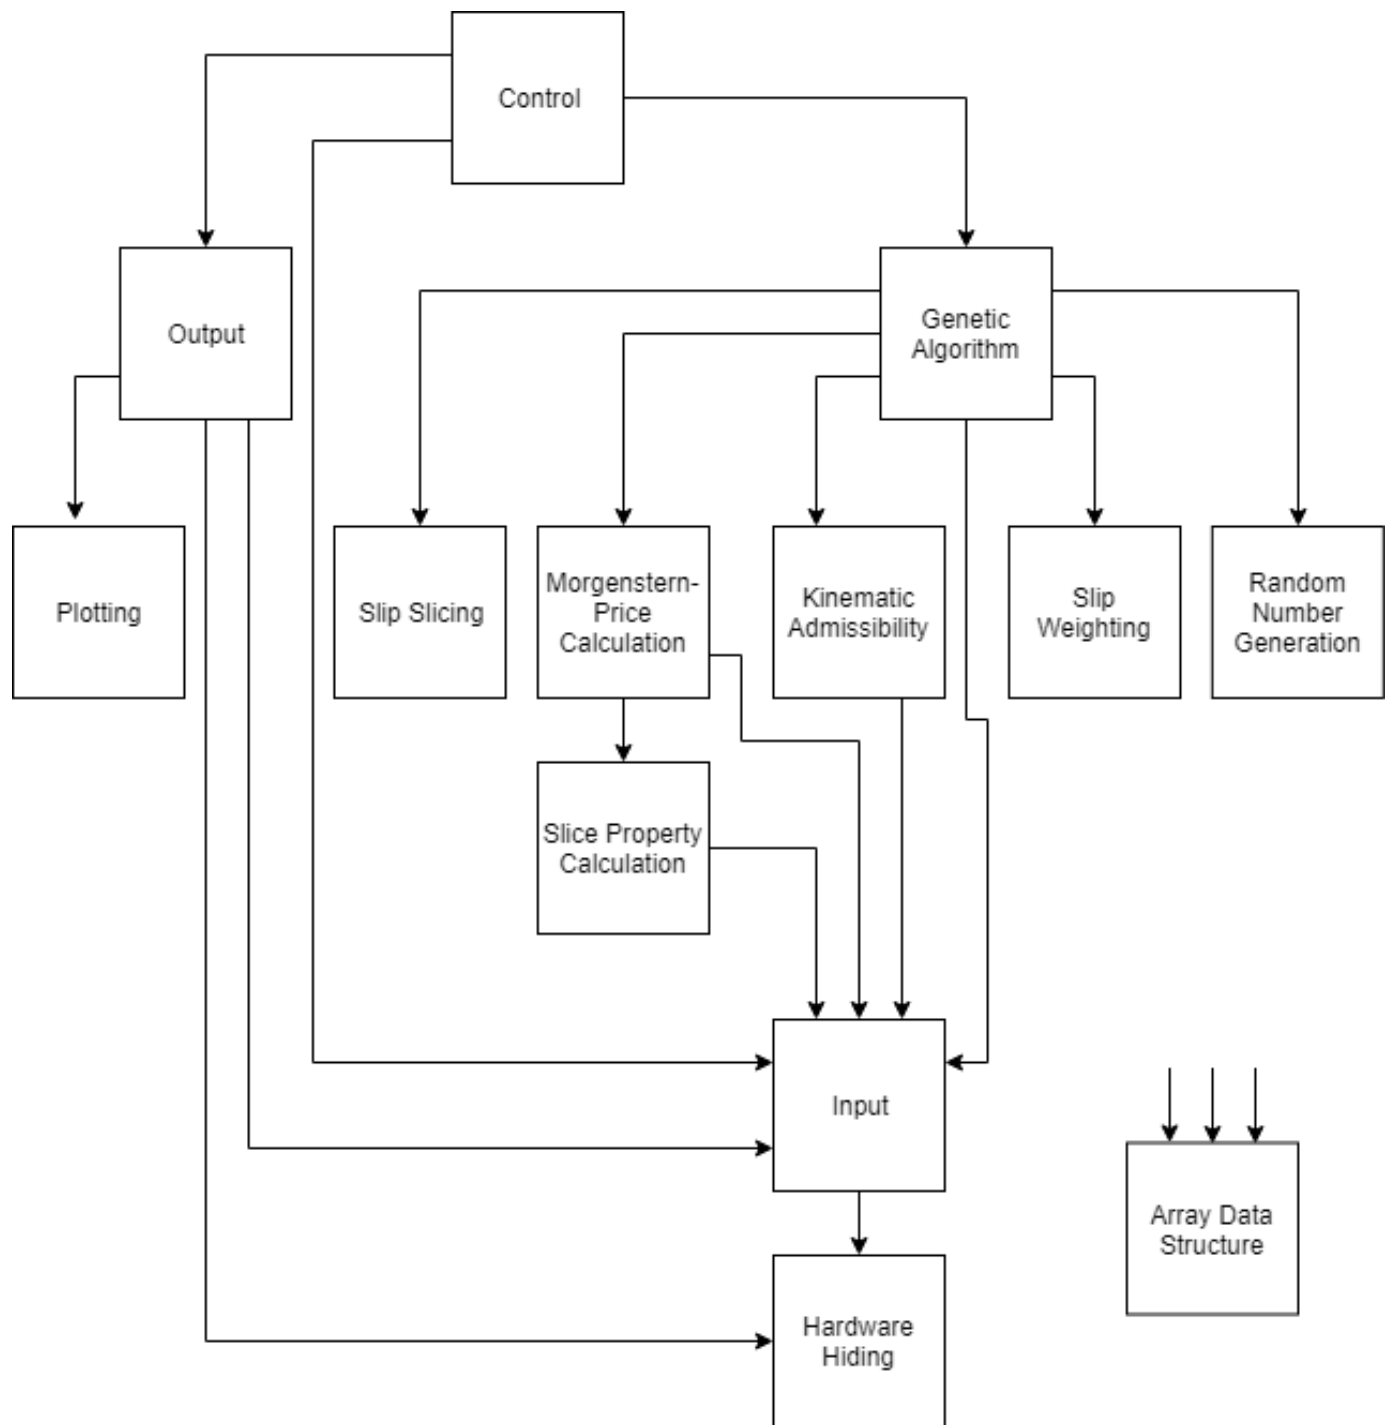 Control
Output
Genetic
Algorithm
Plotting
Slip Slicing
Morgenstern-
Price
Calculation
Kinematic
Admissibility
Slip
Weighting
Random
Number
Generation
Slice Property
Calculation
Input
Array Data
Structure
Hardware
Hiding